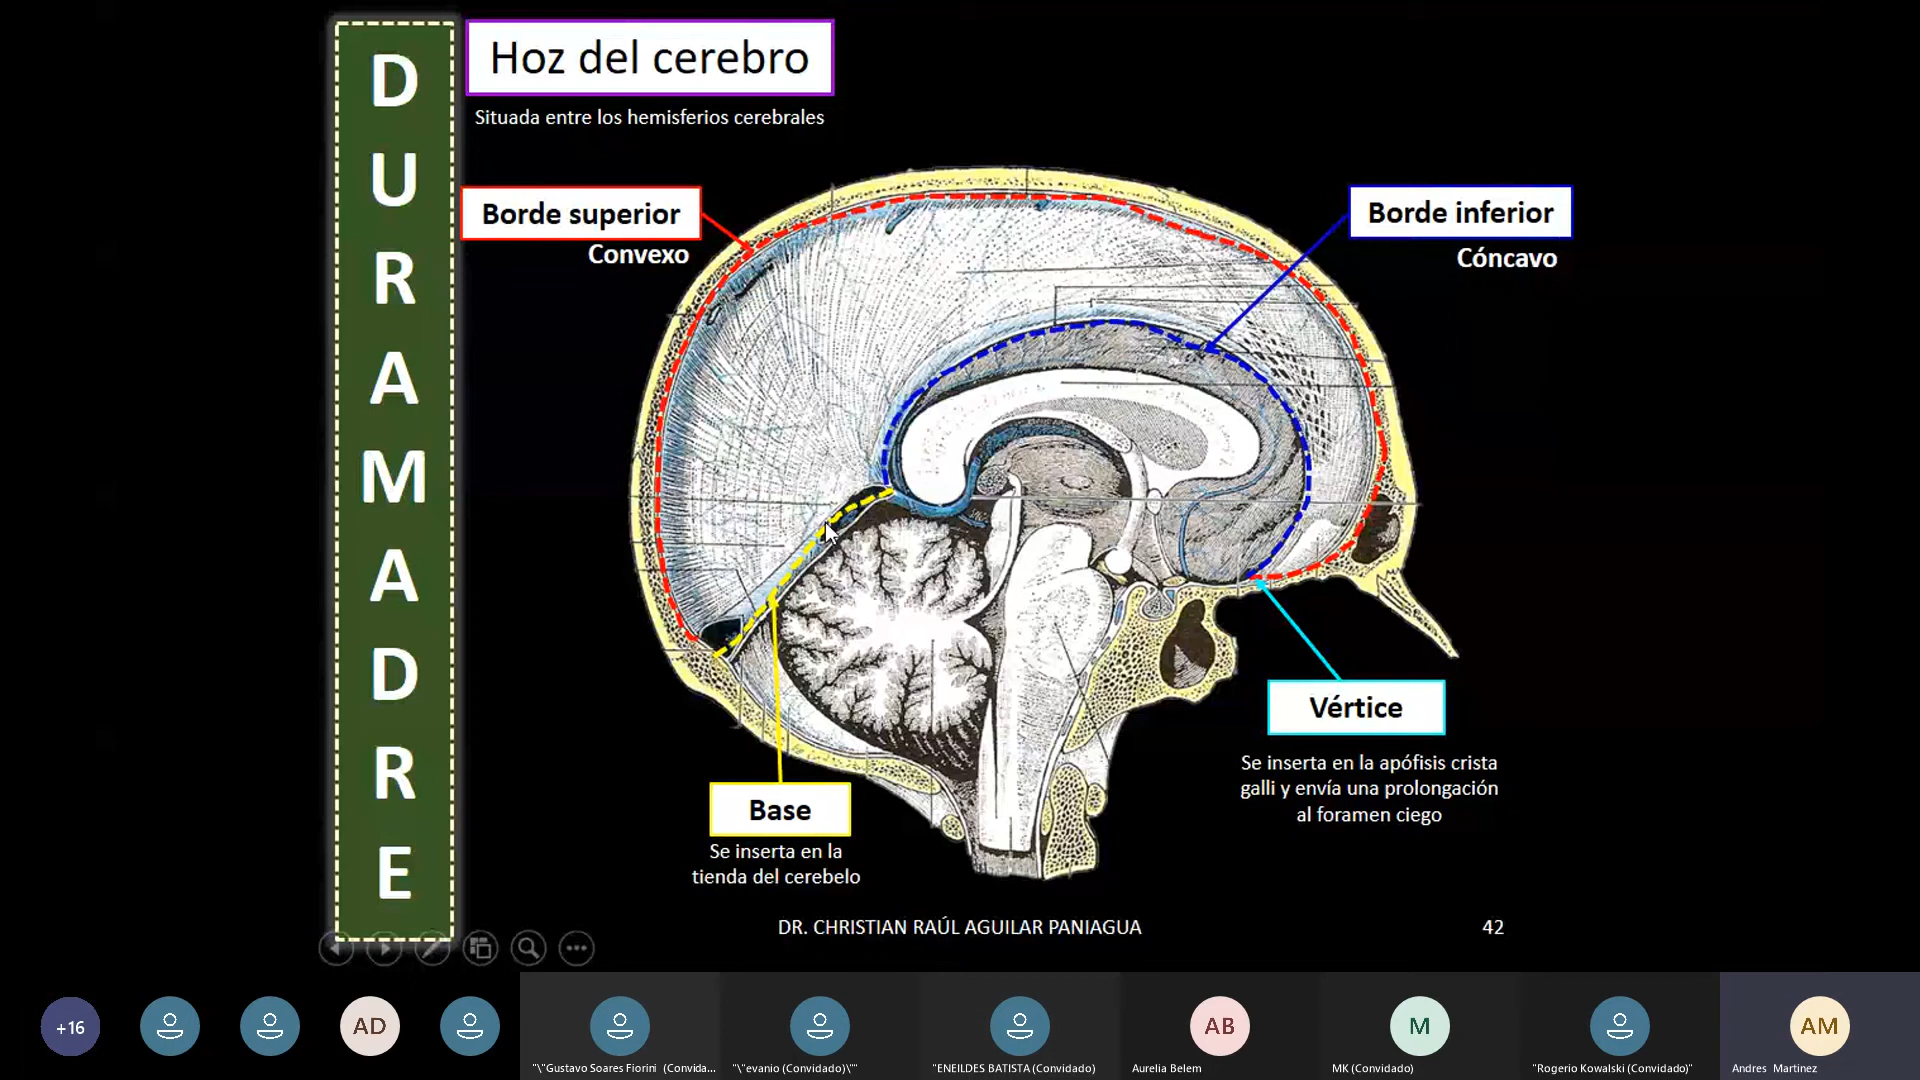 DURAMADRE
Hoz del cerebro
Situada entre los hemisferios cerebrales
Borde superior
Convexo
Borde inferior
Cóncavo
Vértice
Se inserta en la apófisis crista
galli y envía una prolongación
al foramen ciego
Base
Se inserta en la
tienda del cerebelo
DR. CHRISTIAN RAÚL AGUILAR PANIAGUA
42
+16
AD
AB
M
AM
"\"Gustavo Soares Fiorini (Convida...
"\"evanio (Convidado)\""
"ENEILDES BATISTA (Convidado)
Aurelia Belem
MK (Convidado)
"Rogerio Kowalski (Convidado)"
Andres Martinez